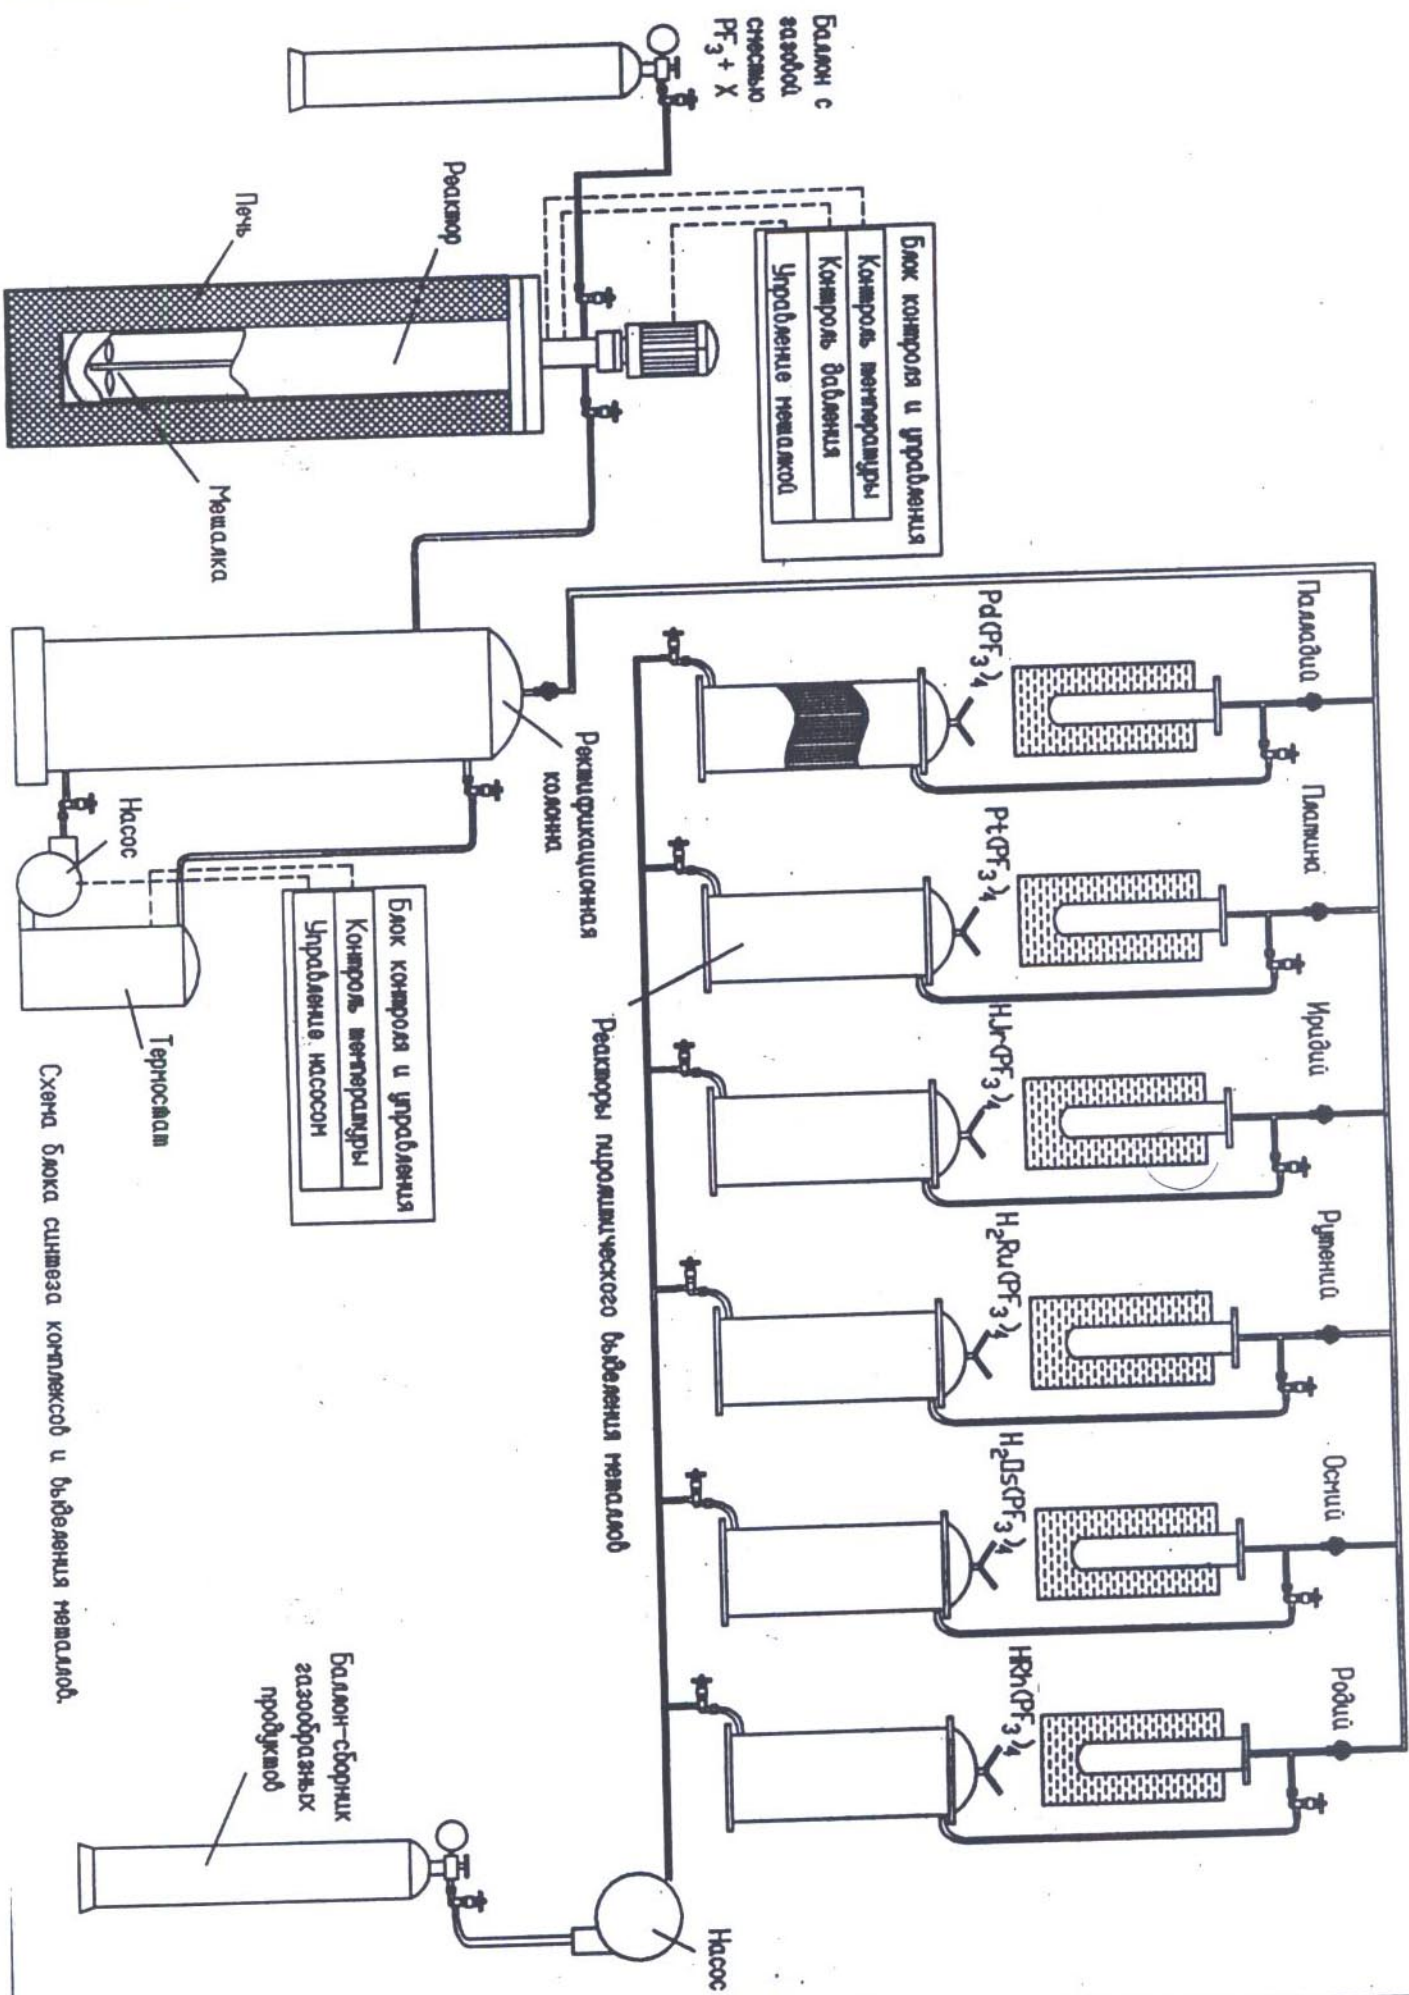 Баллон с
газовой
смесью
PF3 + X
Блок контроля и управления
Контроль температуры
Контроль давления
Управление мешалкой
Реактор
Печь
Мешалка
Палладий
Платина
Иридий
Рутений
Осмий
Родий
Pd(PF3)4
Pt(PF3)4
HJr(PF3)4
H2Ru(PF3)4
H2Os(PF3)4
HRh(PF3)4
Ректификационная
колонна
Реакторы пиролитического выделения металлов
Насос
Блок контроля и управления
Контроль температуры
Управление насосом
Термостат
Насос
Баллон-сборник
газообразных
продуктов
Схема блока синтеза комплексов и выделения металлов.